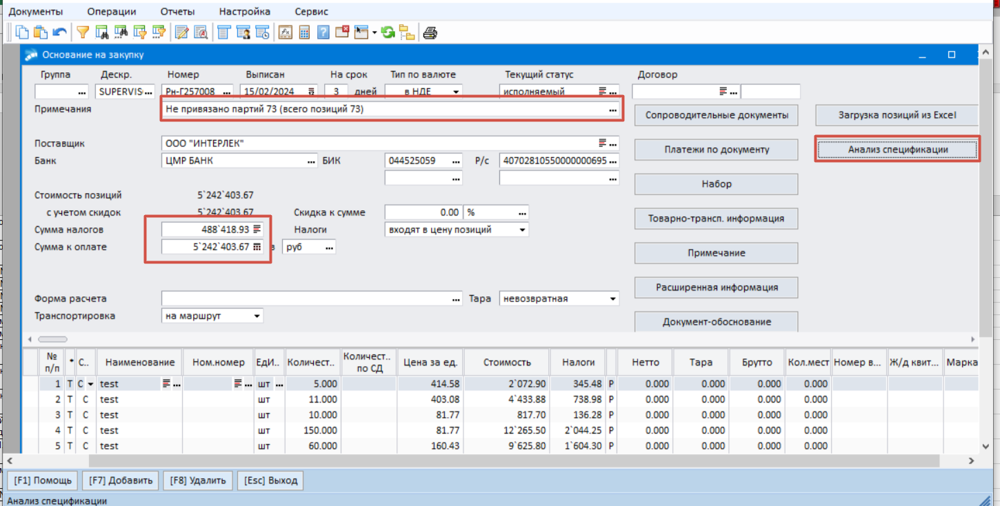 Документы Операции Отчеты Настройка Сервис
Основание на закупку
Группа Дескр. Номер Выписан На срок Тип по валюте Текущий статус Договор
... SUPERVIS... Рн-Г257008 ... 15/02/2024 3 дней в НДЕ исполняемый ...
Примечания Не привязано партий 73 (всего позиций 73) ... Сопроводительные документы Загрузка позиций из Excel
Поставщик ООО "ИНТЕРЛЕК" ... Платежи по документу Анализ спецификации
Банк ЦМР БАНК ... БИК 044525059 ... Р/с 40702810550000000695 ...
... ... Набор
Стоимость позиций 5`242`403.67
с учетом скидок 5`242`403.67 Скидка к сумме 0.00 % ... Товарно-трансп. информация
Сумма налогов 488`418.93 Налоги входят в цену позиций
Сумма к оплате 5`242`403.67 в руб ... Примечание
Расширенная информация
Форма расчета ... Тара невозвратная
Транспортировка на маршрут Документ-обоснование
№ п/п * С.. Наименование Ном.номер ЕдИ.. Количест.. Количест.. по СД Цена за ед. Стоимость Налоги Нетто Тара Брутто Кол.мест Номер в... Ж/д квит... Марка
1 Т С test ... ... шт ... 5.000 414.58 2`072.90 345.48 Р 0.000 0.000 0.000 0.000
2 Т С test шт 11.000 403.08 4`433.88 738.98 Р 0.000 0.000 0.000 0.000
3 Т С test шт 10.000 81.77 817.70 136.28 Р 0.000 0.000 0.000 0.000
4 Т С test шт 150.000 81.77 12`265.50 2`044.25 Р 0.000 0.000 0.000 0.000
5 Т С test шт 60.000 160.43 9`625.80 1`604.30 Р 0.000 0.000 0.000 0.000
[F1] Помощь [F7] Добавить [F8] Удалить [Esc] Выход
Анализ спецификации